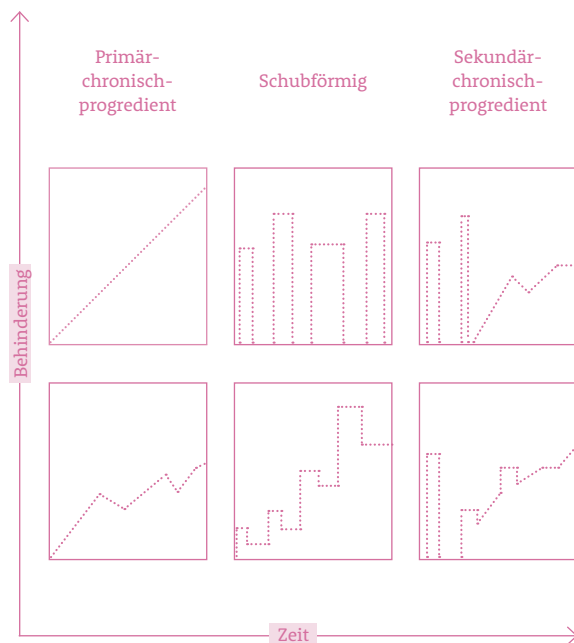 Primär-
chronisch-
progredient
Schubförmig
Sekundär-
chronisch-
progredient
Behinderung
Zeit